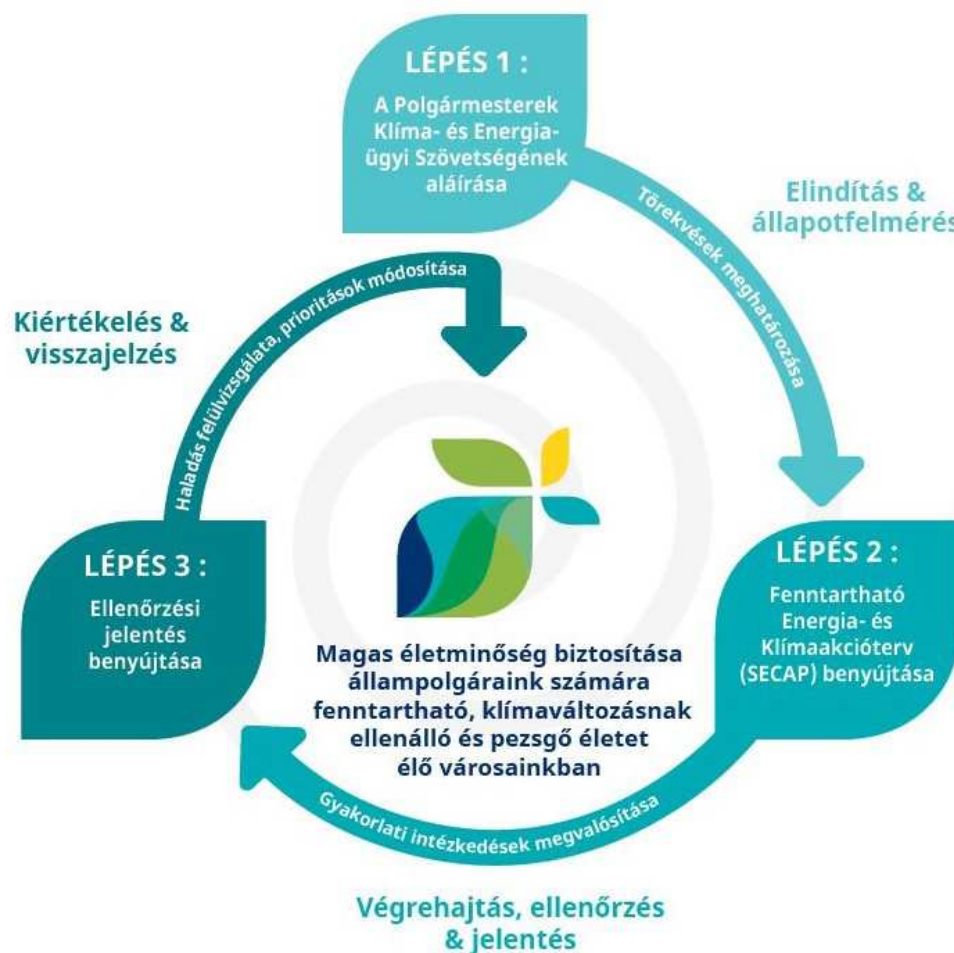 LÉPÉS 1 :
A Polgármesterek
Klíma- és Energia-
ügyi Szövetségének
aláírása
Törekvések meghatározása
Elindítás &
állapotfelmérés
LÉPÉS 2 :
Fenntartható
Energia- és
Klímaakcióterv
(SECAP) benyújtása
Gyakorlati intézkedések megvalósítása
Végrehajtás, ellenőrzés
& jelentés
LÉPÉS 3 :
Ellenőrzési
jelentés
benyújtása
Haladás felülvizsgálata, prioritások módosítása
Kiértékelés &
visszajelzés
Magas életminőség biztosítása
állampolgáraink számára
fenntartható, klímaváltozásnak
ellenálló és pezsgő életet
élő városainkban